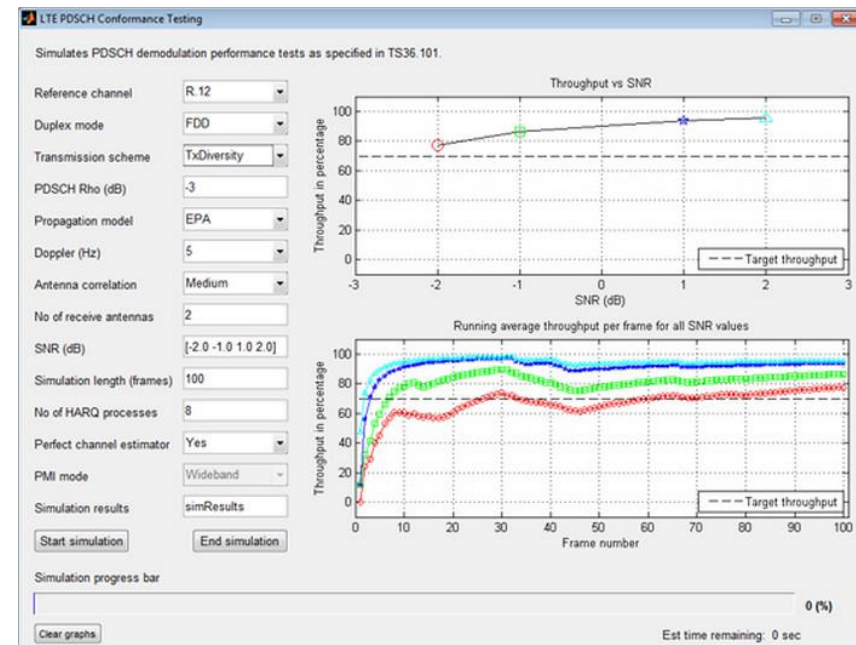 LTE PDSCH Conformance Testing
Simulates PDSCH demodulation performance tests as specified in TS36.101.
Reference channel R.12
Duplex mode FDD
Transmission scheme TxDiversity
PDSCH Rho (dB) -3
Propagation model EPA
Doppler (Hz) 5
Antenna correlation Medium
No of receive antennas 2
SNR (dB) [-2.0 -1.0 1.0 2.0]
Simulation length (frames) 100
No of HARQ processes 8
Perfect channel estimator Yes
PMI mode Wideband
Simulation results simResults
Start simulation End simulation
Throughput vs SNR
Throughput in percentage
100
80
60
40
20
0
Target throughput
-3 -2 -1 0 1 2 3
SNR (dB)
Running average throughput per frame for all SNR values
Throughput in percentage
100
80
60
40
20
0
Target throughput
0 10 20 30 40 50 60 70 80 90 100
Frame number
Simulation progress bar
0 (%)
Clear graphs
Est time remaining: 0 sec